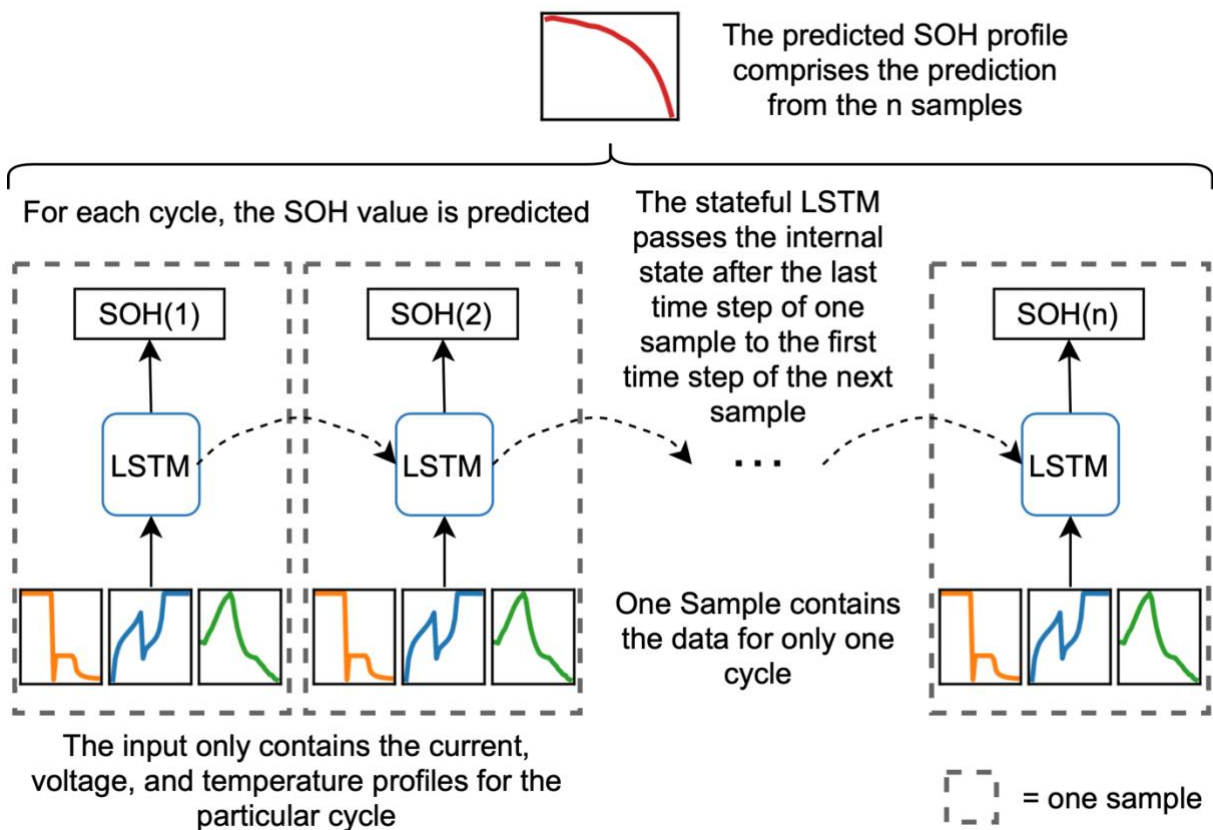 The predicted SOH profile
comprises the prediction
from the n samples
For each cycle, the SOH value is predicted
The stateful LSTM
passes the internal
state after the last
time step of one
sample to the first
time step of the next
sample
SOH(1)
SOH(2)
SOH(n)
LSTM
LSTM
...
LSTM
One Sample contains
the data for only one
cycle
The input only contains the current,
voltage, and temperature profiles for the
particular cycle
= one sample